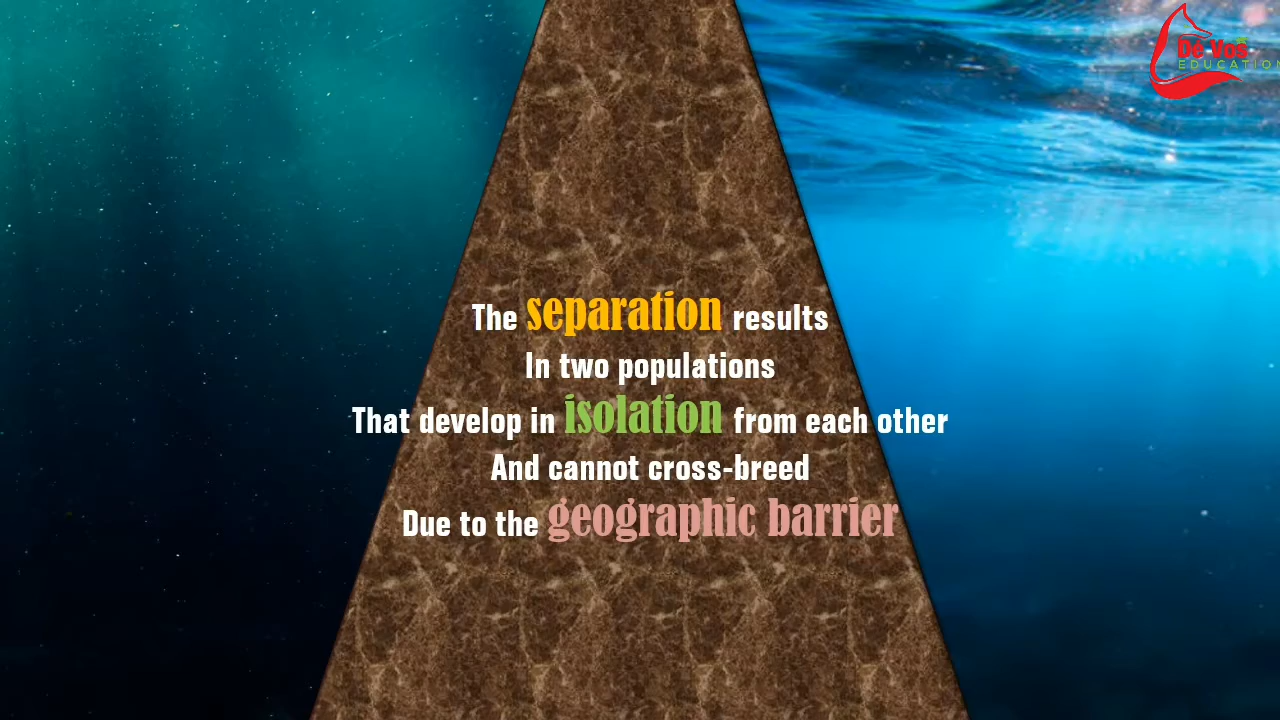 De Vos
EDUCATION
The separation results
In two populations
That develop in isolation from each other
And cannot cross-breed
Due to the geographic barrier